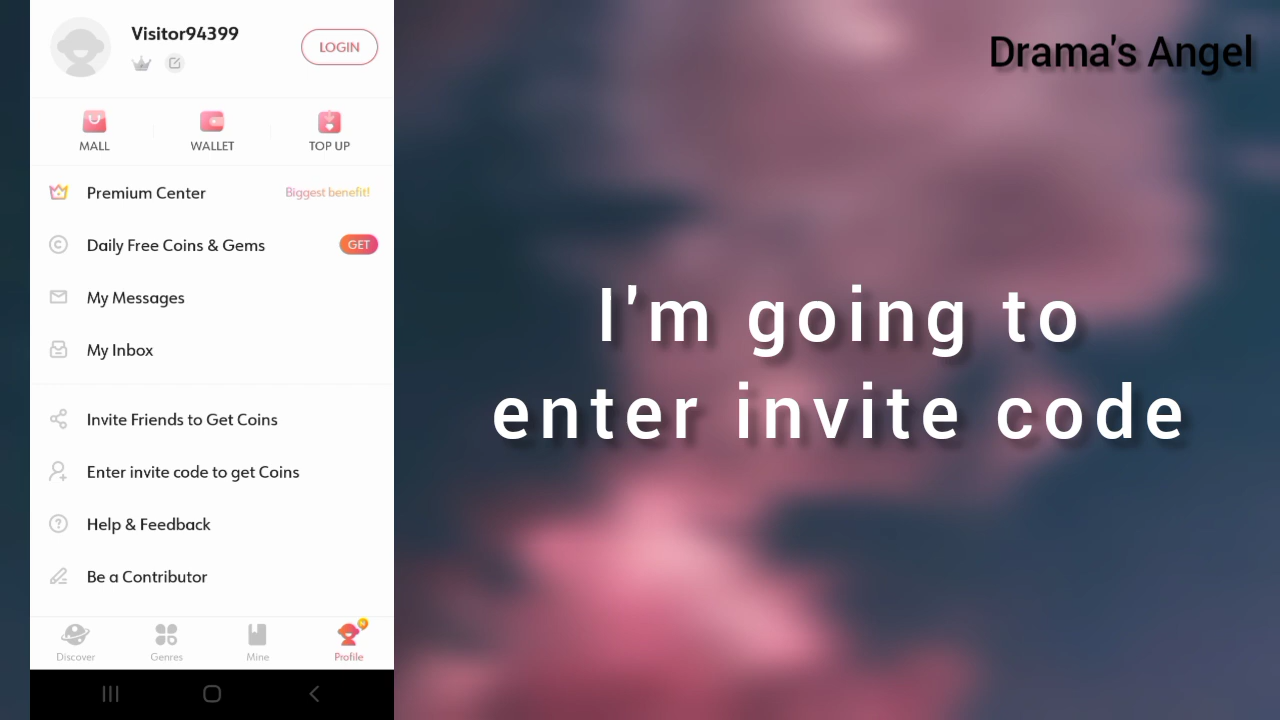 Visitor94399
LOGIN
MALL
WALLET
TOP UP
Premium Center
Biggest benefit!
Daily Free Coins & Gems
GET
My Messages
My Inbox
Invite Friends to Get Coins
Enter invite code to get Coins
Help & Feedback
Be a Contributor
Discover
Genres
Mine
Profile
Drama's Angel
I'm going to
enter invite code